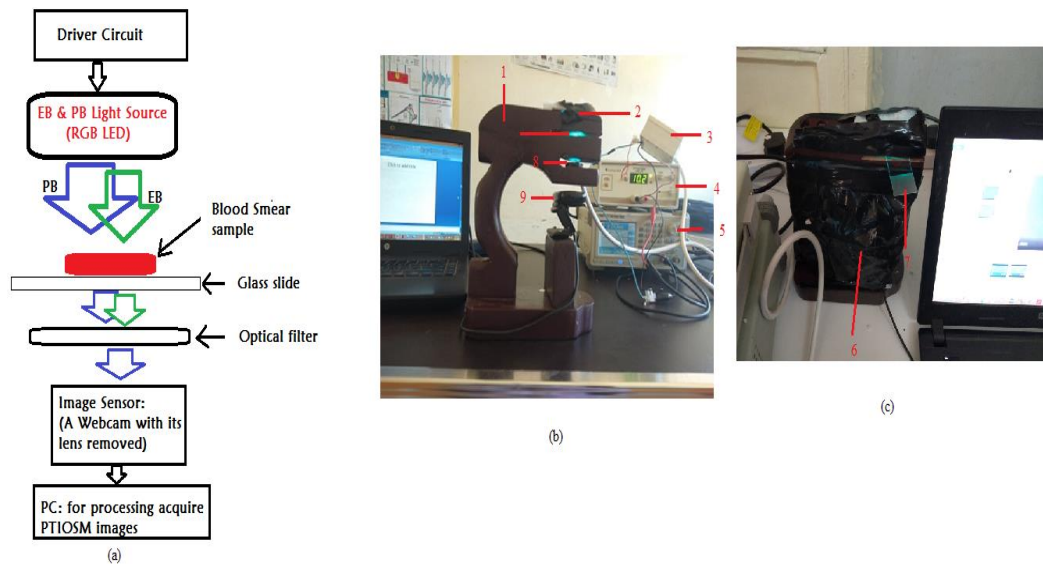 Driver Circuit
EB & PB Light Source
(RGB LED)
PB
EB
Blood Smear
sample
Glass slide
Optical filter
Image Sensor:
(A Webcam with its
lens removed)
PC: for processing acquire
PTIOSM images
(a)
1
2
3
8
10.2
4
9
5
(b)
7
6
(c)